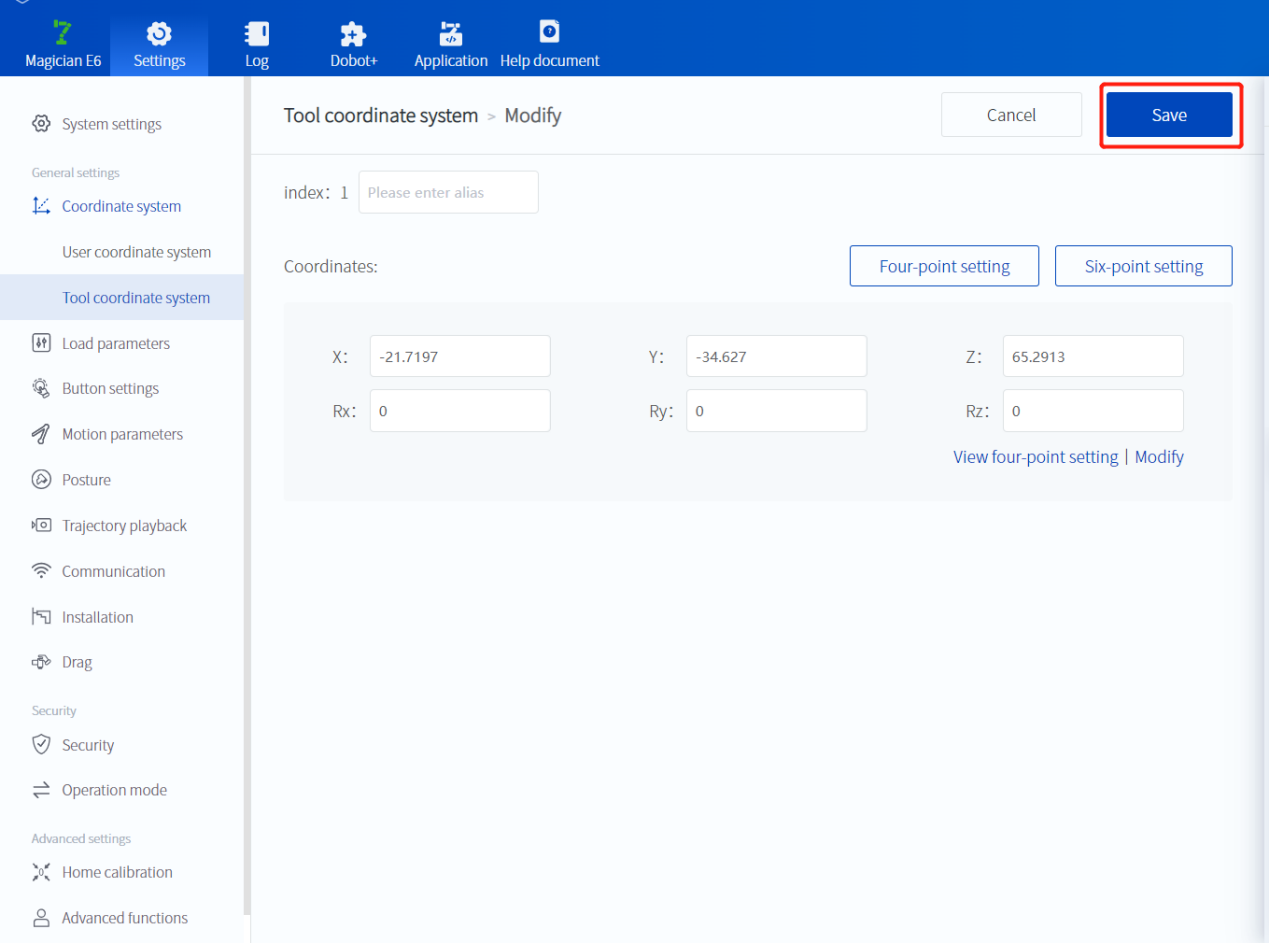 Magician E6 Settings Log Dobot+ Application Help document
System settings
General settings
Coordinate system
User coordinate system
Tool coordinate system
Load parameters
Button settings
Motion parameters
Posture
Trajectory playback
Communication
Installation
Drag
Security
Security
Operation mode
Advanced settings
Home calibration
Advanced functions
Tool coordinate system > Modify Cancel Save
index: 1 Please enter alias
Coordinates: Four-point setting Six-point setting
X: -21.7197 Y: -34.627 Z: 65.2913
Rx: 0 Ry: 0 Rz: 0
View four-point setting | Modify